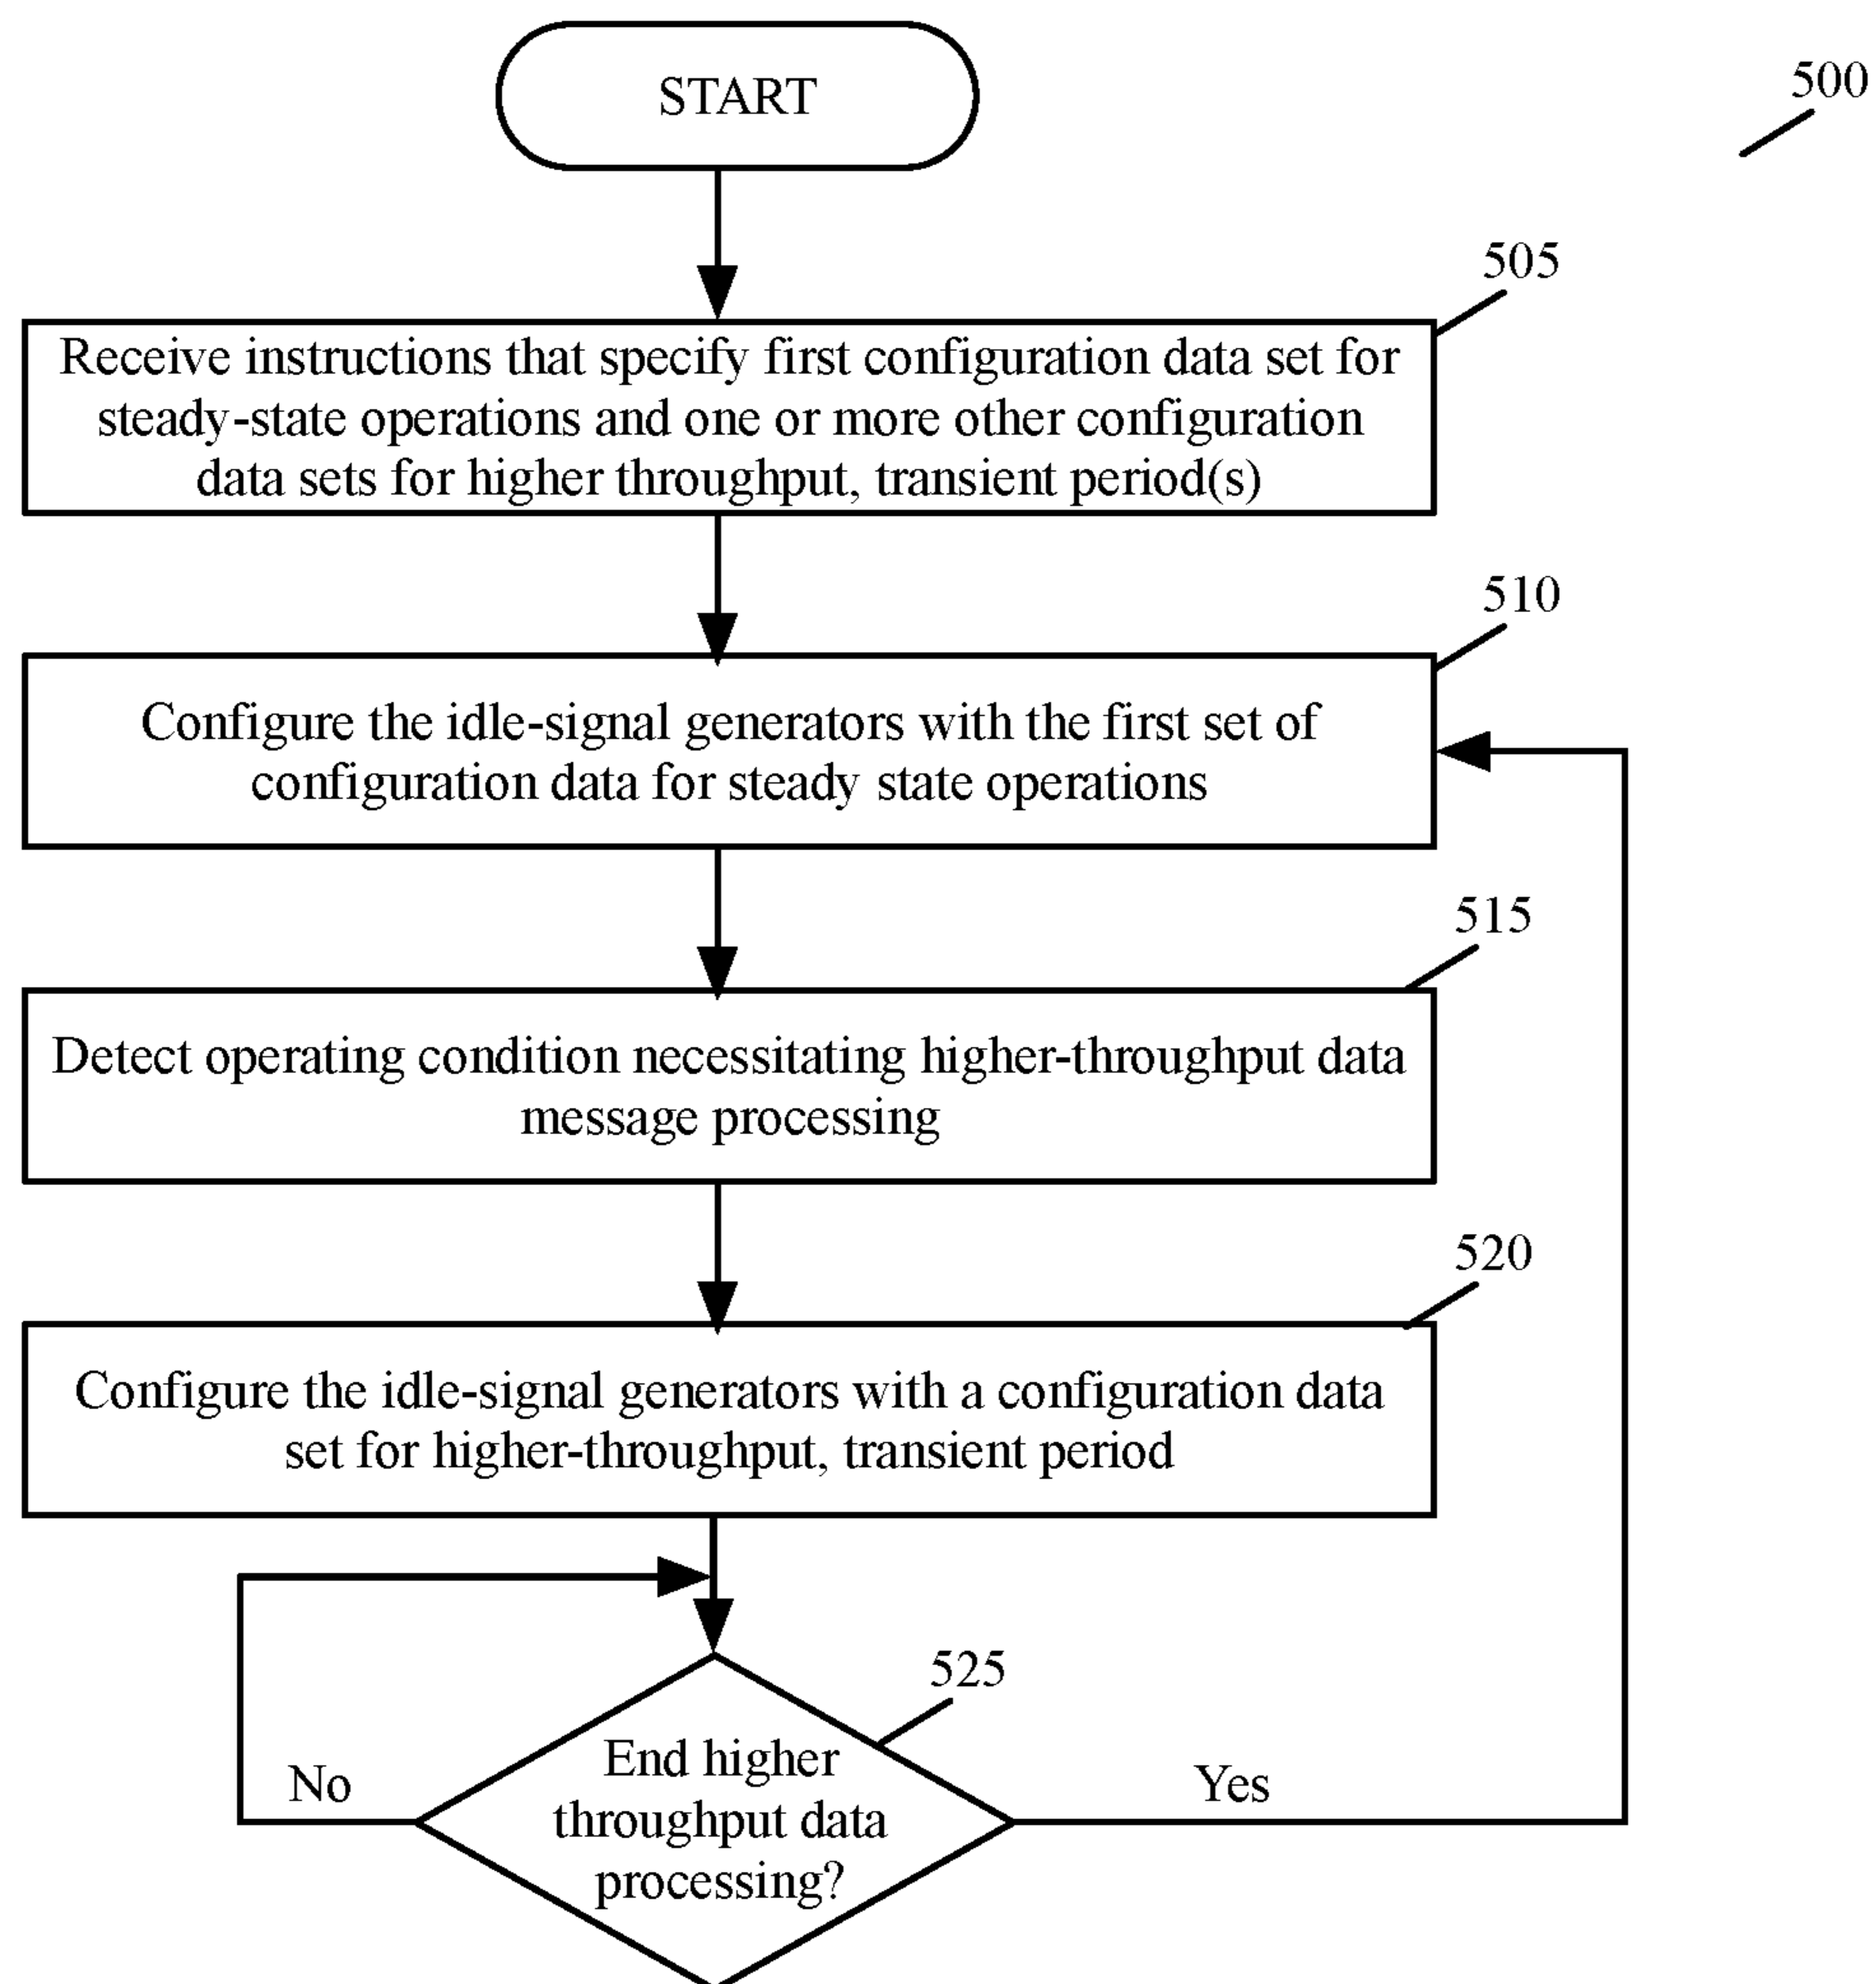 START
500
505
Receive instructions that specify first configuration data set for
steady-state operations and one or more other configuration
data sets for higher throughput, transient period(s)
510
Configure the idle-signal generators with the first set of
configuration data for steady state operations
515
Detect operating condition necessitating higher-throughput data
message processing
520
Configure the idle-signal generators with a configuration data
set for higher-throughput, transient period
525
End higher
throughput data
processing?
No
Yes